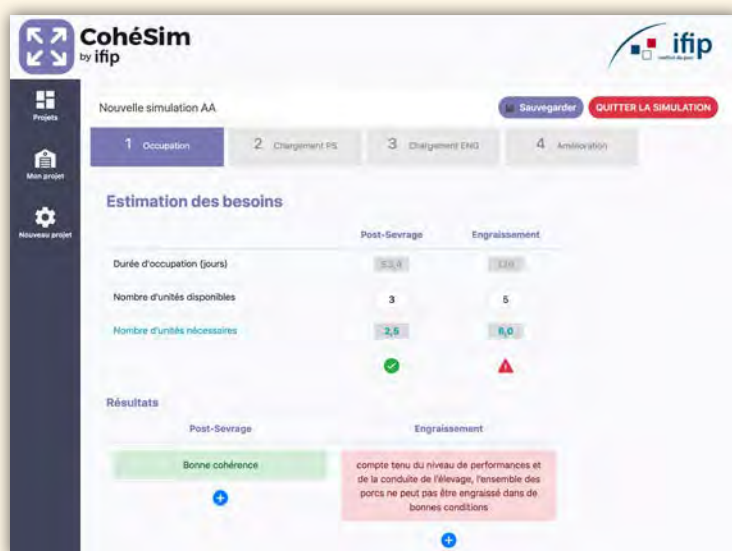 CohéSim
by ifip
ifip
institut du porc
Projets
Mon projet
Nouveau projet
Nouvelle simulation AA
Sauvegarder
QUITTER LA SIMULATION
1 Occupation
2 Chargement PS
3 Chargement ENG
4 Amélioration
Estimation des besoins
Post-Sevrage Engraissement
Durée d'occupation (jours)
Nombre d'unités disponibles 3 5
Nombre d'unités nécessaires 2,5 6,0
Résultats
Post-Sevrage Engraissement
Bonne cohérence
compte tenu du niveau de performances et
de la conduite de l'élevage, l'ensemble des
porcs ne peut pas être engraissé dans de
bonnes conditions